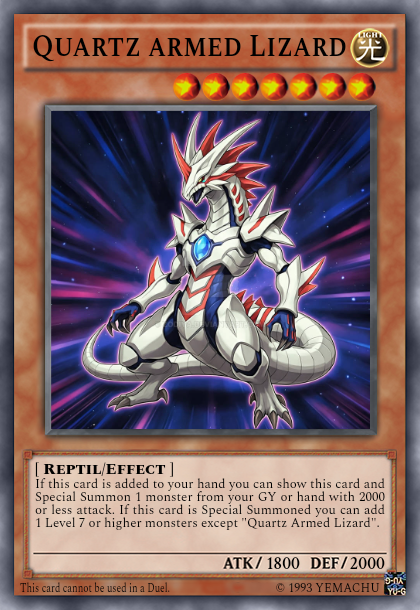 QUARTZ ARMED LIZARD
LIGHT
光
[ REPTIL/EFFECT ]
If this card is added to your hand you can show this card and
Special Summon 1 monster from your GY or hand with 2000
or less attack. If this card is Special Summoned you can add
1 Level 7 or higher monsters except "Quartz Armed Lizard".
ATK/ 1800 DEF/ 2000
This card cannot be used in a Duel.
© 1993 YEMACHU